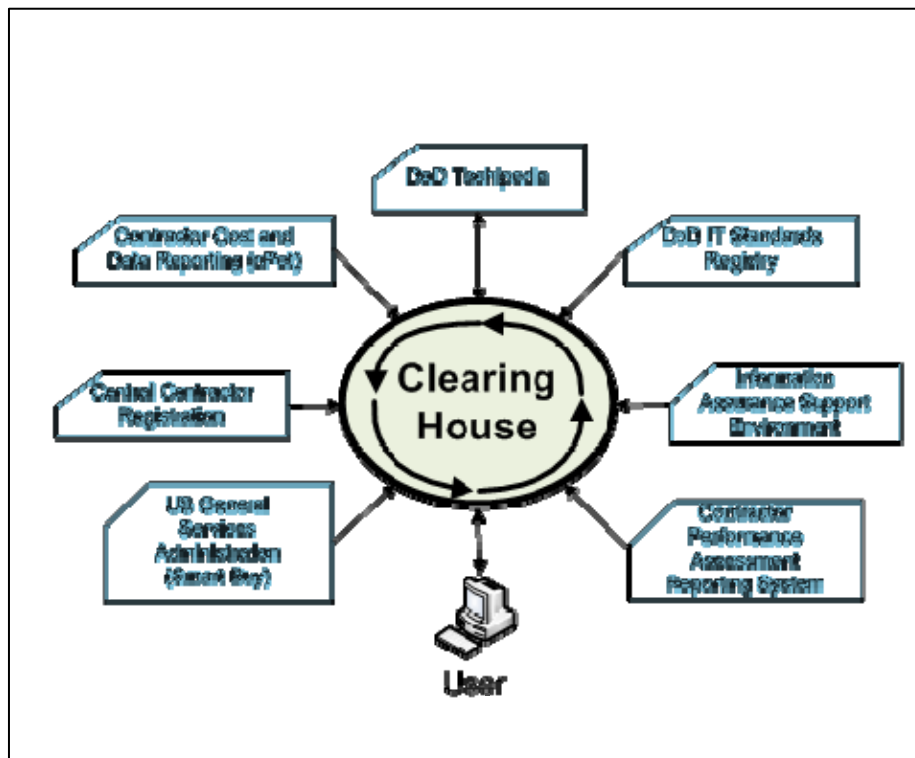 DoD Techipedia
Contractor Cost and
Data Reporting (cPet)
DoD IT Standards
Registry
Clearing
House
Central Contractor
Registration
Information
Assurance Support
Environment
US General
Services
Administration
(Smart Buy)
Contractor
Performance
Assessment
Reporting System
User